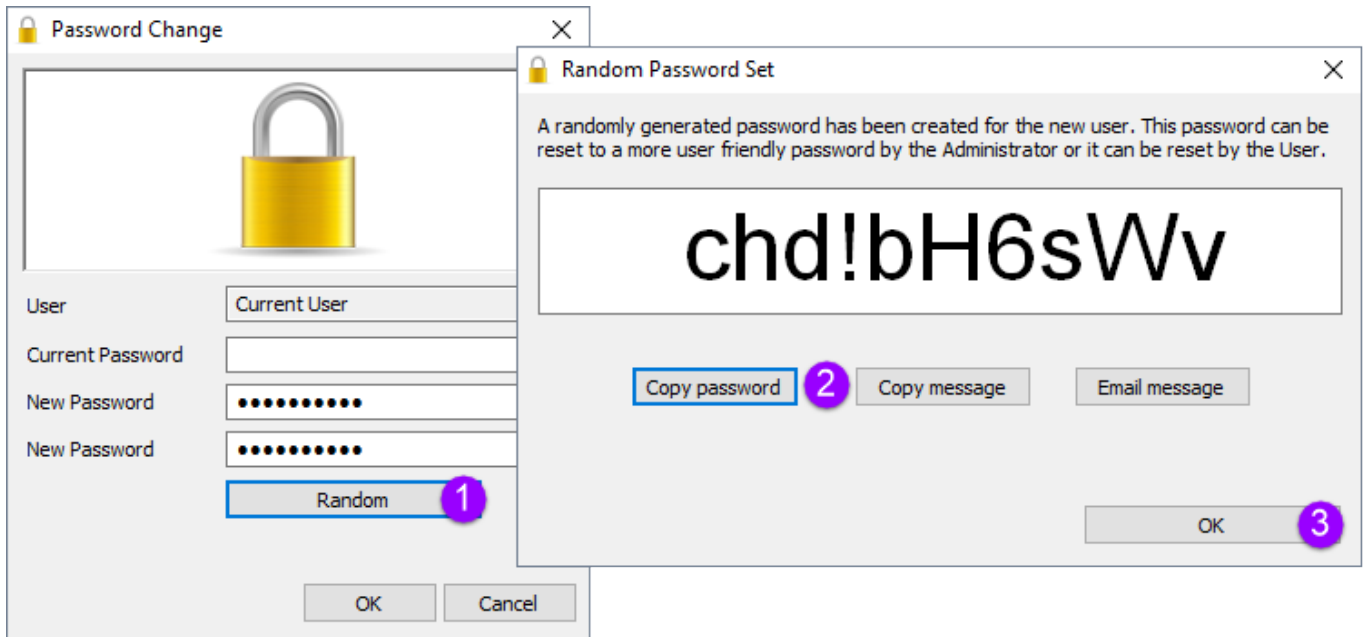 Password Change
User
Current User
Current Password
New Password
●●●●●●●●●●
New Password
●●●●●●●●●●
Random
1
OK
Cancel
Random Password Set
A randomly generated password has been created for the new user. This password can be
reset to a more user friendly password by the Administrator or it can be reset by the User.
chd!bH6sWv
Copy password
2
Copy message
Email message
OK
3